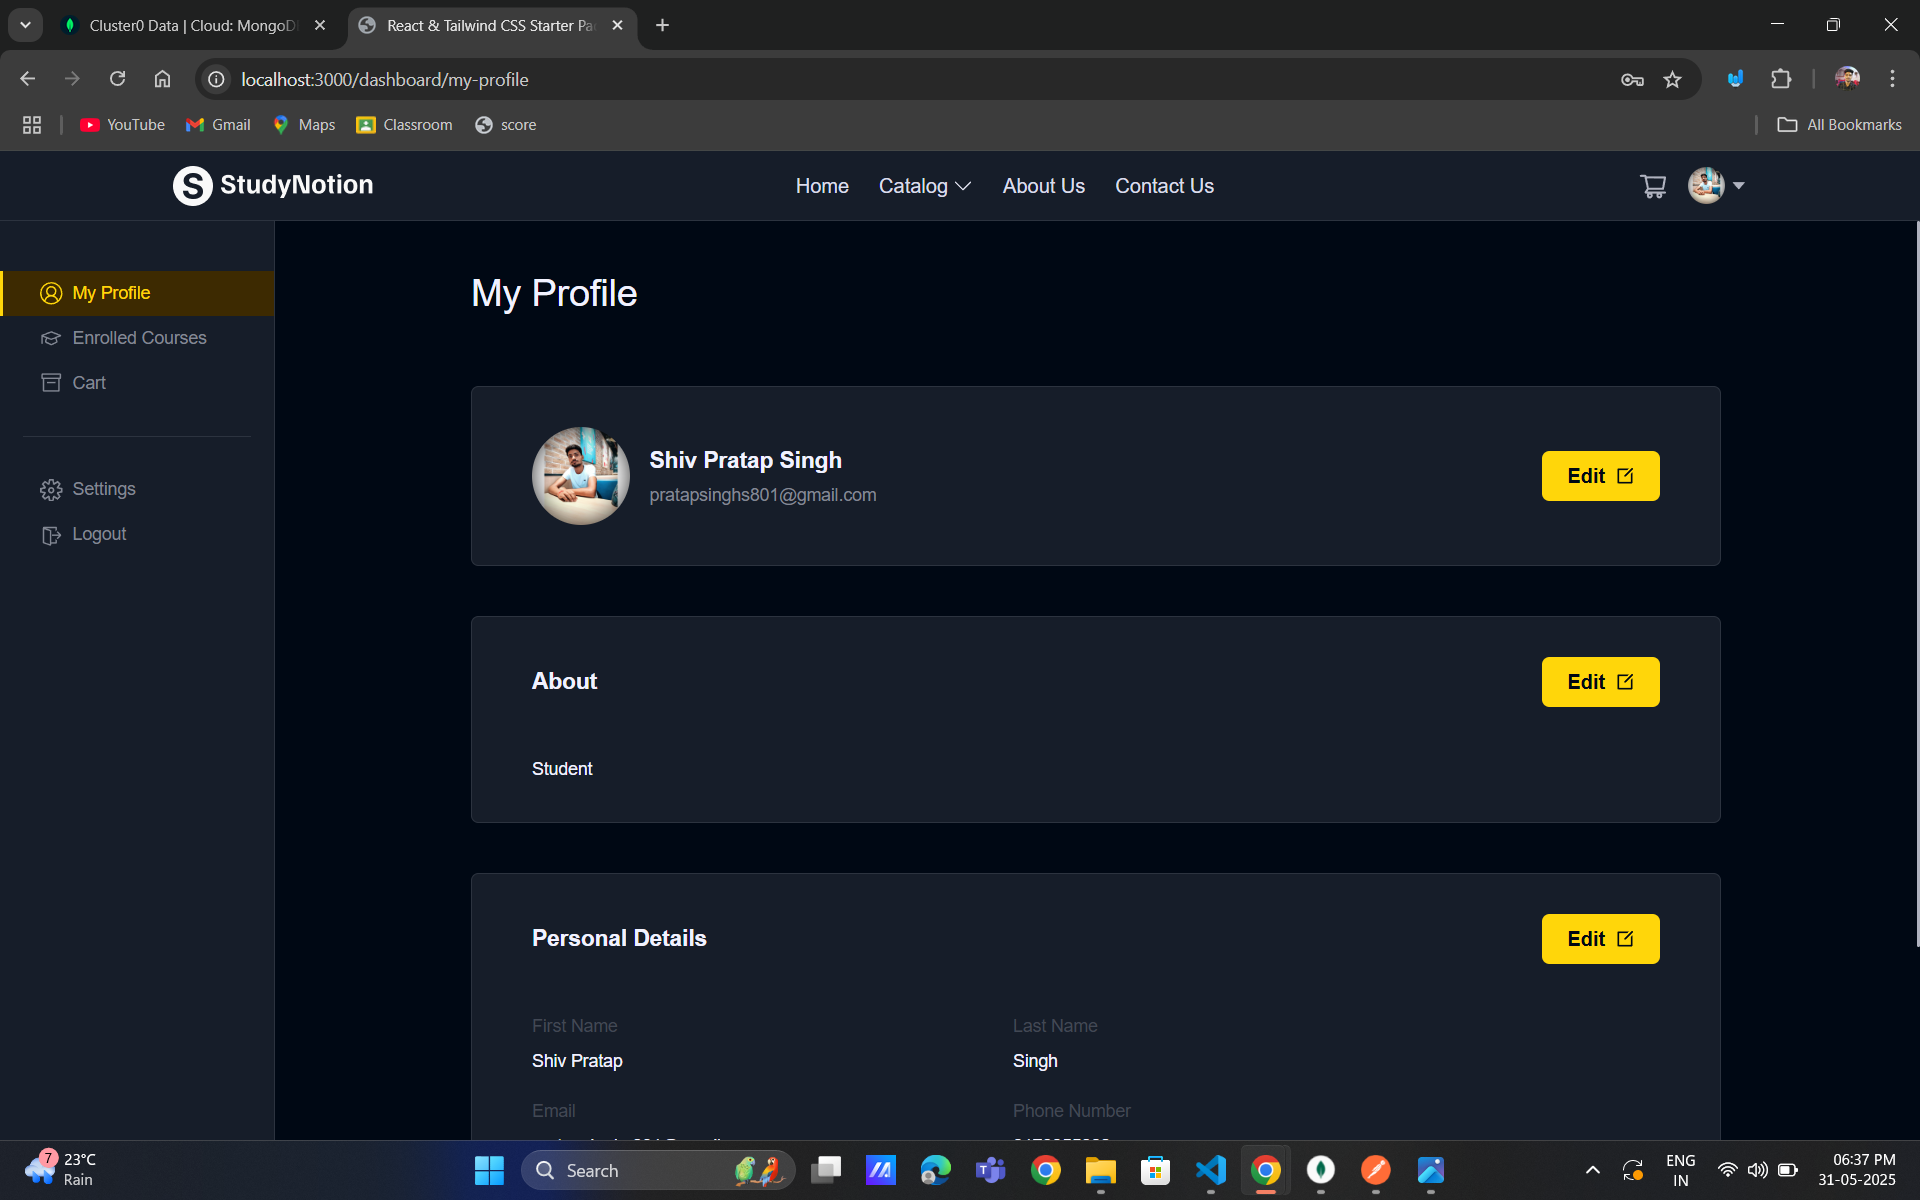 Cluster0 Data | Cloud: MongoD
React & Tailwind CSS Starter Pa
localhost:3000/dashboard/my-profile
YouTube
Gmail
Maps
Classroom
score
All Bookmarks
StudyNotion
Home
Catalog
About Us
Contact Us
My Profile
Enrolled Courses
Cart
Settings
Logout
My Profile
Shiv Pratap Singh
pratapsinghs801@gmail.com
Edit
About
Edit
Student
Personal Details
Edit
First Name
Last Name
Shiv Pratap
Singh
Email
Phone Number
7
23°C
Rain
Search
ENG
IN
06:37 PM
31-05-2025